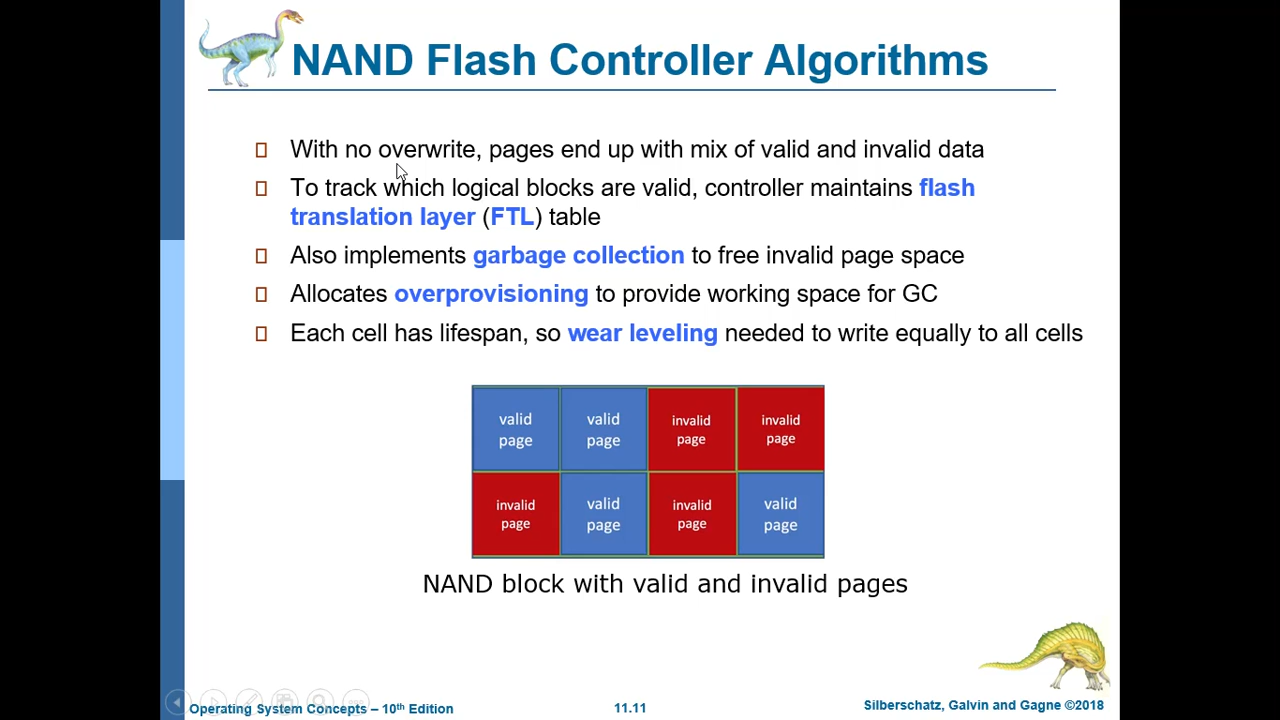 NAND Flash Controller Algorithms
With no overwrite, pages end up with mix of valid and invalid data
To track which logical blocks are valid, controller maintains flash
translation layer (FTL) table
Also implements garbage collection to free invalid page space
Allocates overprovisioning to provide working space for GC
Each cell has lifespan, so wear leveling needed to write equally to all cells
valid
page
valid
page
invalid
page
invalid
page
invalid
page
valid
page
invalid
page
valid
page
NAND block with valid and invalid pages
Operating System Concepts – 10th Edition
11.11
Silberschatz, Galvin and Gagne ©2018